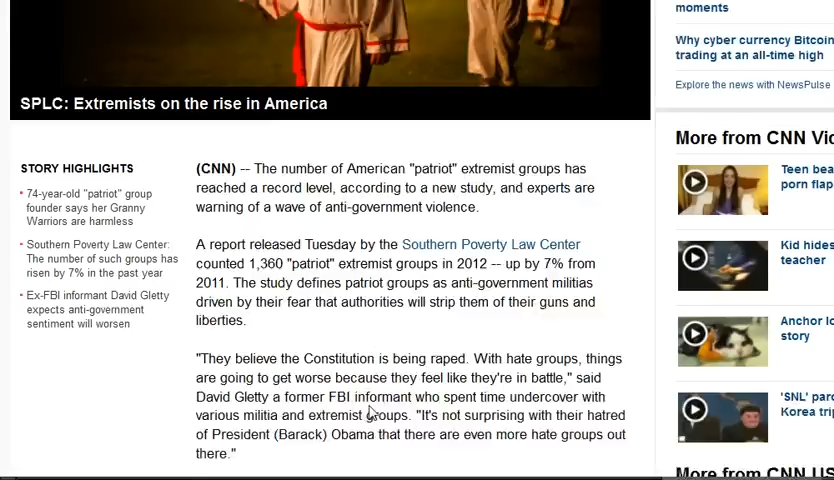 SPLC: Extremists on the rise in America
STORY HIGHLIGHTS
74-year-old "patriot" group
founder says her Granny
Warriors are harmless
Southern Poverty Law Center:
The number of such groups has
risen by 7% in the past year
Ex-FBI informant David Gletty
expects anti-government
sentiment will worsen
(CNN) -- The number of American "patriot" extremist groups has
reached a record level, according to a new study, and experts are
warning of a wave of anti-government violence.
A report released Tuesday by the Southern Poverty Law Center
counted 1,360 "patriot" extremist groups in 2012 -- up by 7% from
2011. The study defines patriot groups as anti-government militias
driven by their fear that authorities will strip them of their guns and
liberties.
"They believe the Constitution is being raped. With hate groups, things
are going to get worse because they feel like they're in battle," said
David Gletty a former FBI informant who spent time undercover with
various militia and extremist groups. "It's not surprising with their hatred
of President (Barack) Obama that there are even more hate groups out
there."
moments
Why cyber currency Bitcoin
trading at an all-time high
Explore the news with NewsPulse
More from CNN Vic
Teen bea
porn flap
Kid hides
teacher
Anchor lo
story
'SNL' paro
Korea trip
More from CNN US